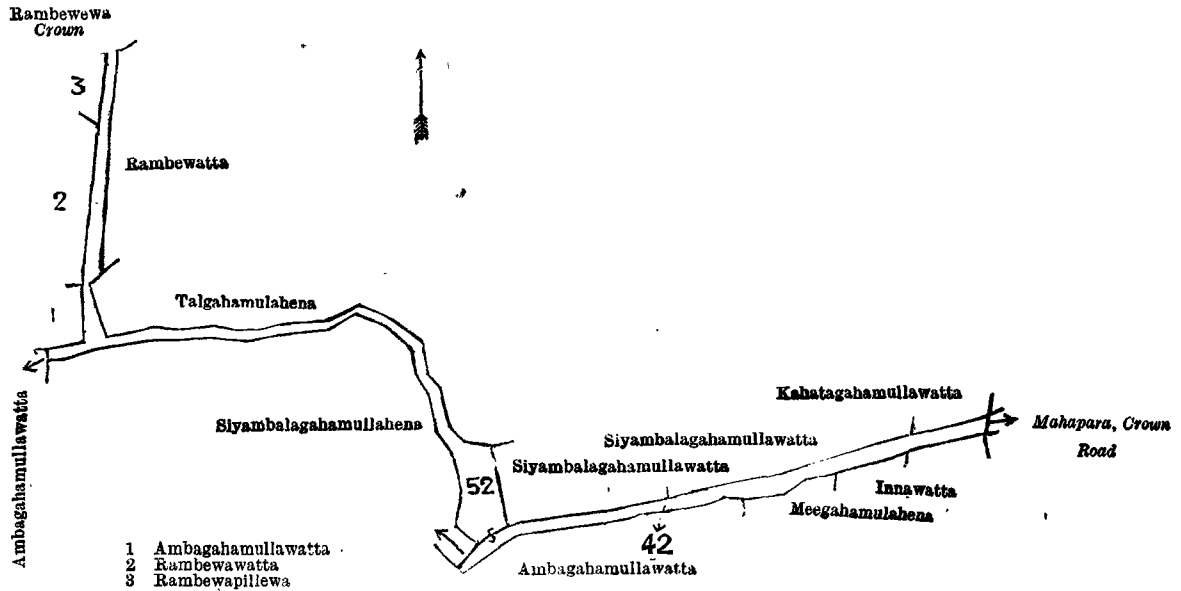 Rambewewa
Crown
3
Rambewatta
2
Talgahamulahena
1
Ambagahamullawatta
Siyambalagahamullahena
Kahatagahamullawatta
Mahapara, Crown
Road
Siyambalagahamullawatta
Siyambalagahamullawatta
52
Innawatta
Meegahamulahena
42
Ambagahamullawatta
1 Ambagahamullawatta
2 Rambewawatta
3 Rambewapillewa